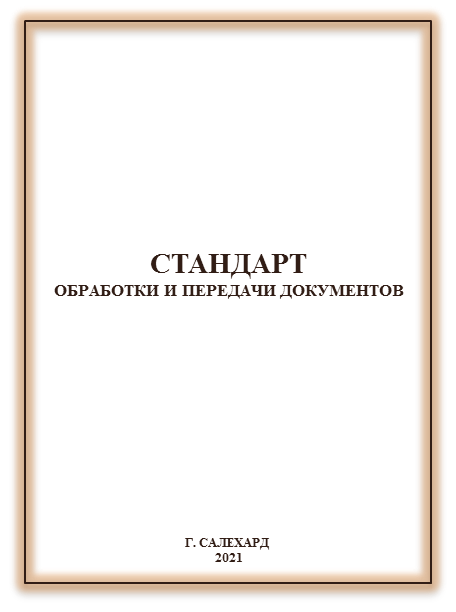 СТАНДАРТ
ОБРАБОТКИ И ПЕРЕДАЧИ ДОКУМЕНТОВ
Г. САЛЕХАРД
2021